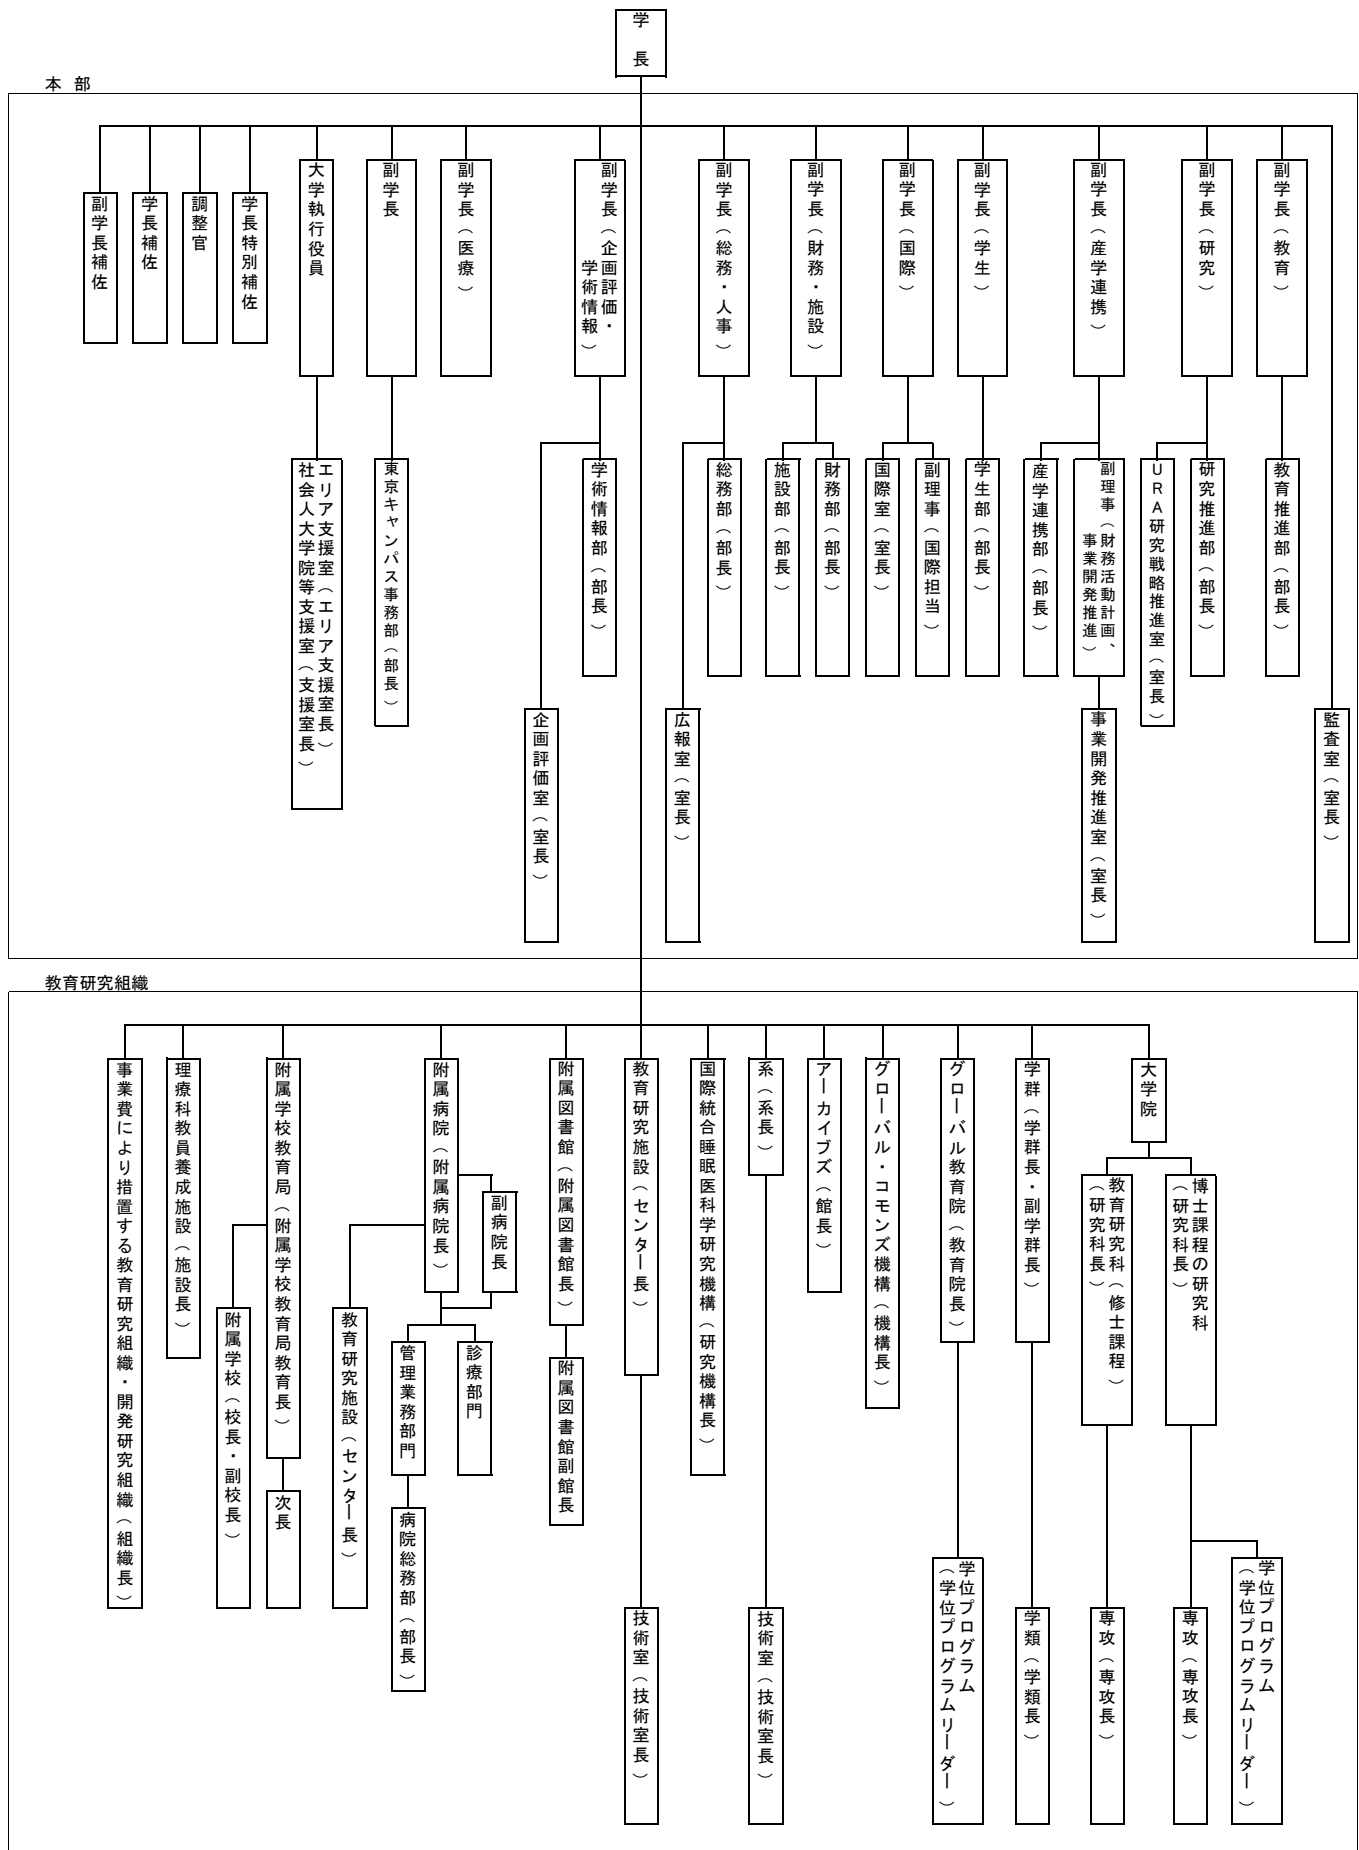 学長
本部
副学長（教育）
副学長（研究）
副学長（産学連携）
副学長（学生）
副学長（国際）
副学長（財務・施設）
副学長（総務・人事）
副学長（企画評価・
学術情報）
副学長（医療）
副学長
大学執行役員
学長特別補佐
調整官
学長補佐
副学長補佐
教育推進部（部長）
研究推進部（部長）
ＵＲＡ研究戦略推進室（室長）
副理事（財務活動計画、
事業開発推進）
産学連携部（部長）
学生部（部長）
副理事（国際担当）
国際室（室長）
財務部（部長）
施設部（部長）
総務部（部長）
学術情報部（部長）
東京キャンパス事務部（部長）
エリア支援室（エリア支援室長）
社会人大学院等支援室（支援室長）
監査室（室長）
事業開発推進室（室長）
広報室（室長）
企画評価室（室長）
教育研究組織
大学院
学群（学群長・副学群長）
グローバル教育院（教育院長）
グローバル・コモンズ機構（機構長）
アーカイブズ（館長）
系（系長）
国際統合睡眠医科学研究機構（研究機構長）
教育研究施設（センター長）
附属図書館（附属図書館長）
附属病院（附属病院長）
附属学校教育局（附属学校教育局教育長）
理療科教員養成施設（施設長）
事業費により措置する教育研究組織・開発研究組織（組織長）
博士課程の研究科
（研究科長）
教育研究科（修士課程）
（研究科長）
副病院長
診療部門
管理業務部門
教育研究施設（センター長）
附属学校（校長・副校長）
附属図書館副館長
次長
病院総務部（部長）
学位プログラム
（学位プログラムリーダー）
専攻（専攻長）
専攻（専攻長）
学類（学類長）
学位プログラム
（学位プログラムリーダー）
技術室（技術室長）
技術室（技術室長）